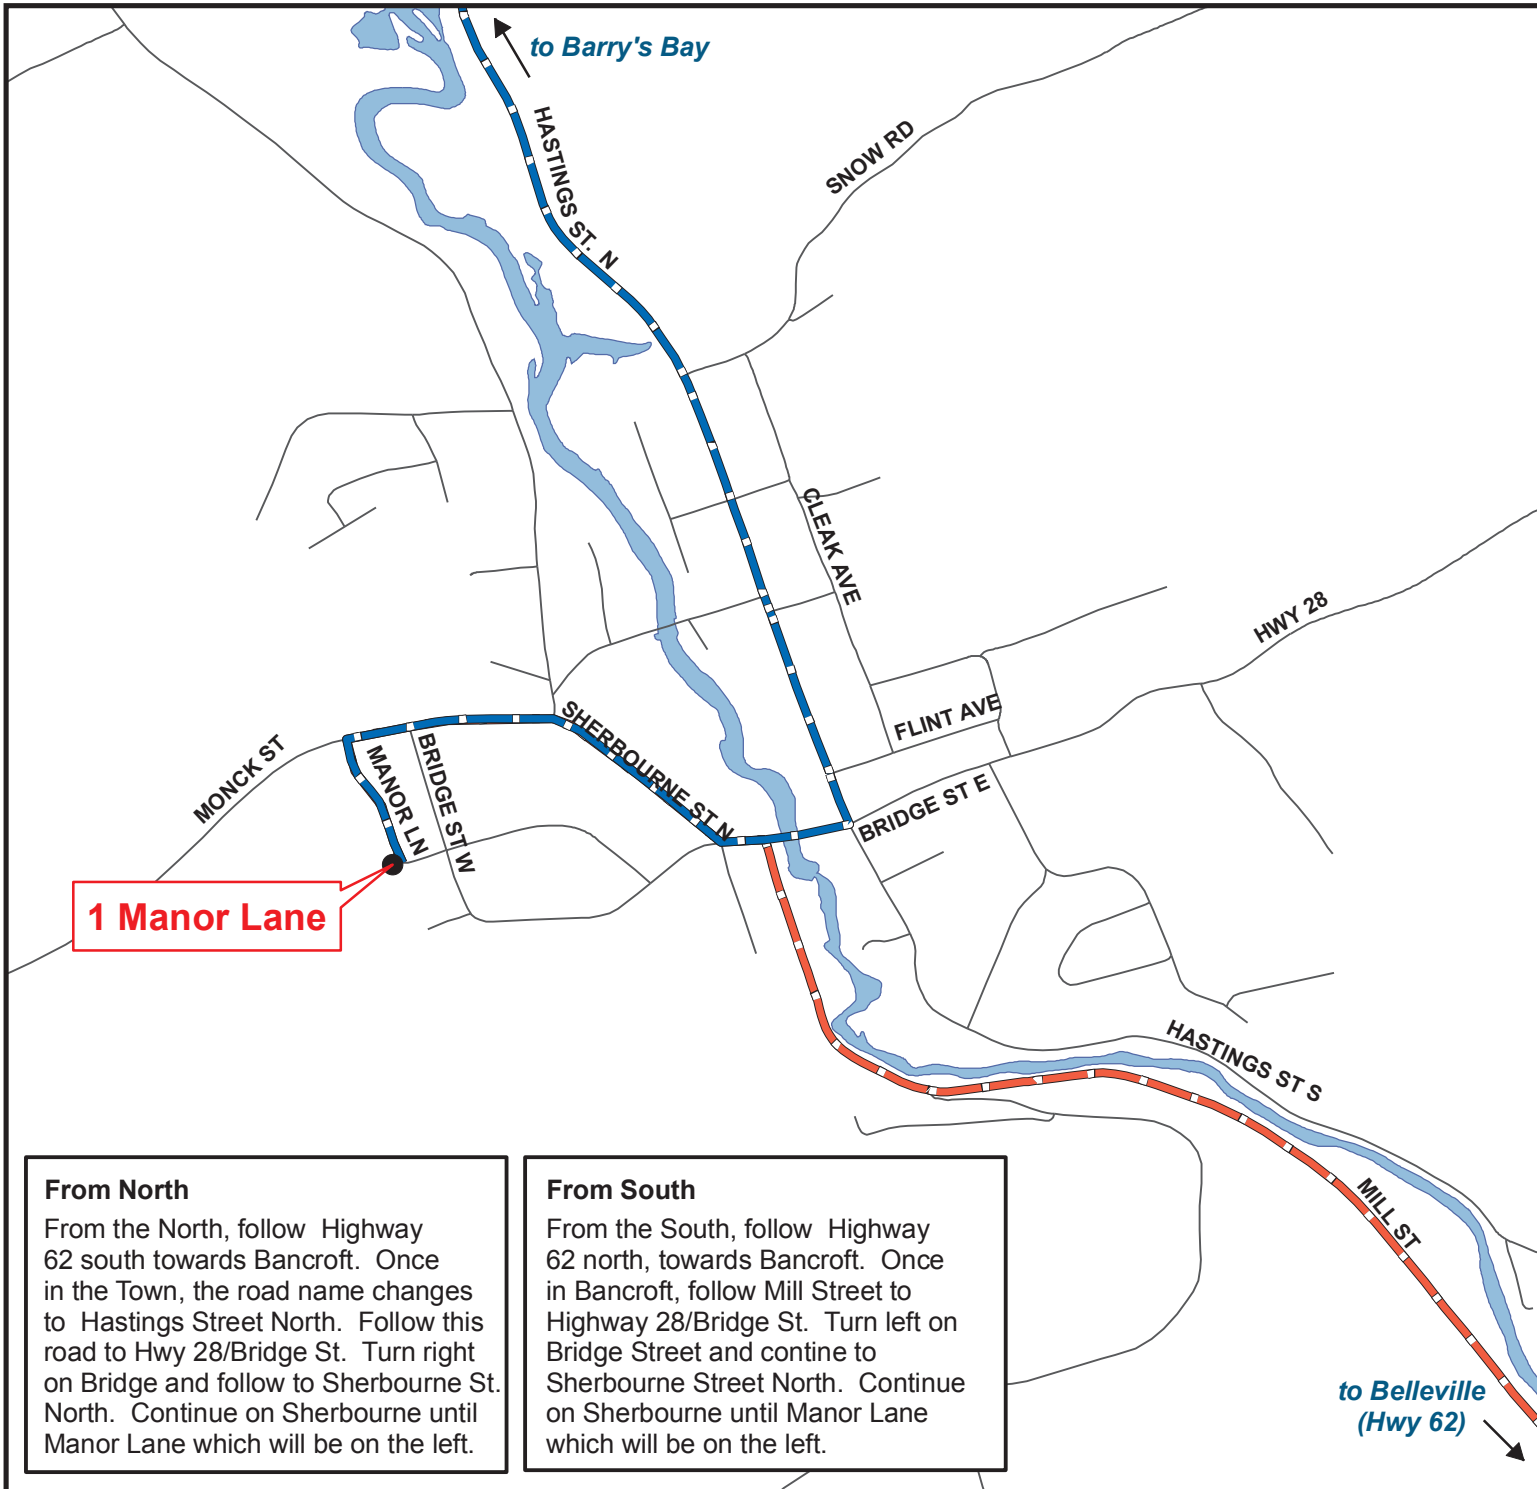 to Barry's Bay
HASTINGS ST. N
SNOW RD
CLEAK AVE
HWY 28
FLINT AVE
SHERBOURNE ST N
MONCK ST
MANOR LN
BRIDGE ST W
BRIDGE ST E
1 Manor Lane
HASTINGS ST S
MILL ST
From North
From the North, follow Highway
62 south towards Bancroft. Once
in the Town, the road name changes
to Hastings Street North. Follow this
road to Hwy 28/Bridge St. Turn right
on Bridge and follow to Sherbourne St.
North. Continue on Sherbourne until
Manor Lane which will be on the left.
From South
From the South, follow Highway
62 north, towards Bancroft. Once
in Bancroft, follow Mill Street to
Highway 28/Bridge St. Turn left on
Bridge Street and contine to
Sherbourne Street North. Continue
on Sherbourne until Manor Lane
which will be on the left.
to Belleville
(Hwy 62)